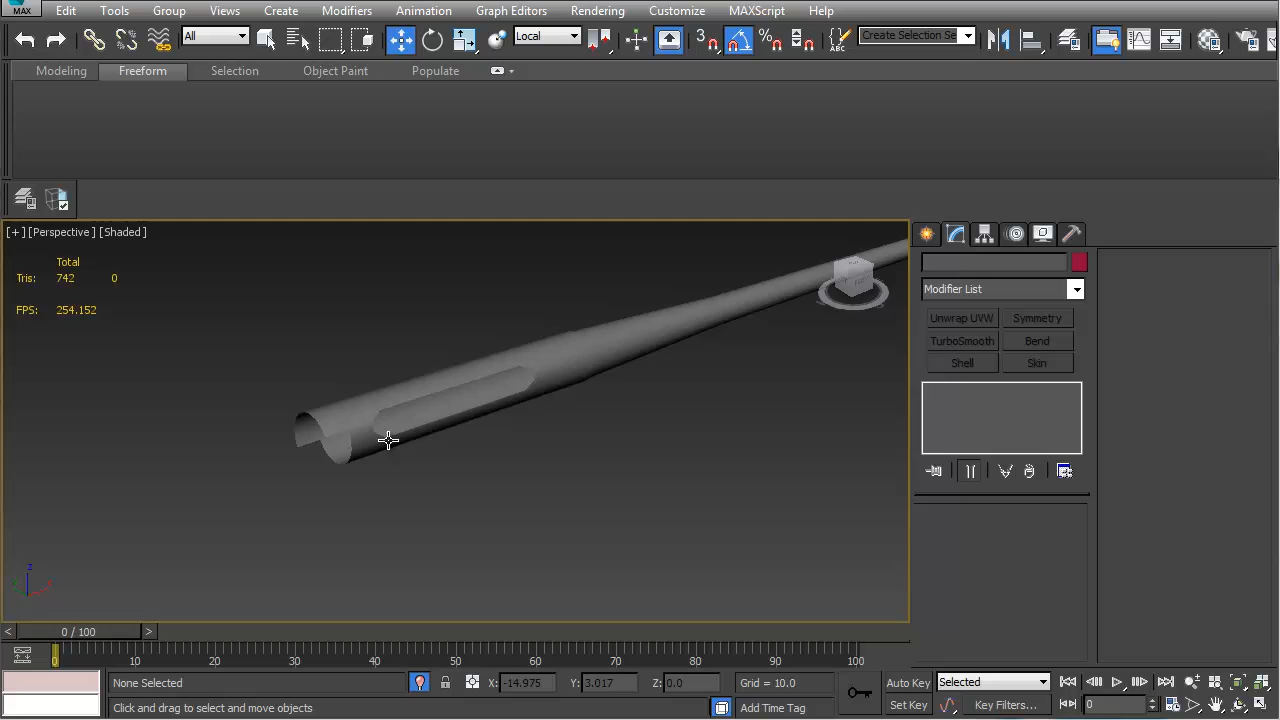 MAX Edit Tools Group Views Create Modifiers Animation Graph Editors Rendering Customize MAXScript Help
All Local 3 ABC Create Selection Se
Modeling Freeform Selection Object Paint Populate
[+] [Perspective] [Shaded]
Total
Tris: 742 0
FPS: 254.152
Modifier List
Unwrap UVW Symmetry
TurboSmooth Bend
Shell Skin
z
x
< 0 / 100 >
0 10 20 30 40 50 60 70 80 90 100
None Selected X: -14.975 Y: 3.017 Z: 0.0 Grid = 10.0 Auto Key Selected
Click and drag to select and move objects Add Time Tag Set Key Key Filters... 0